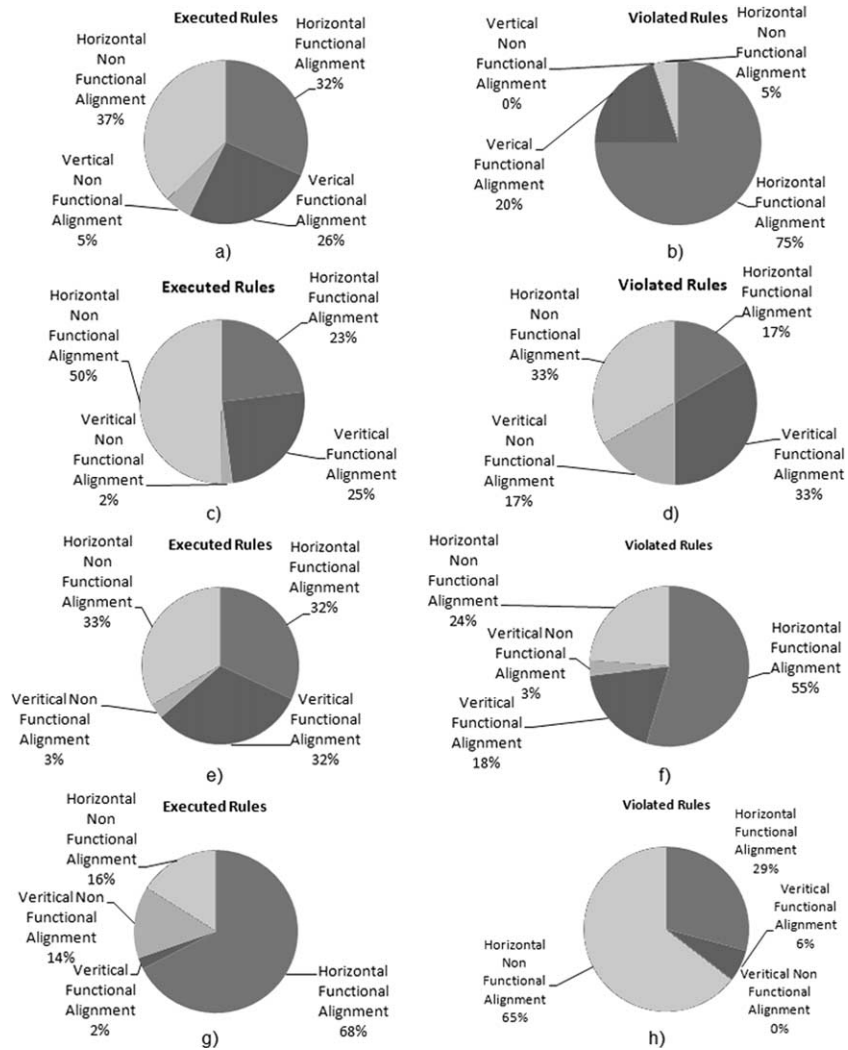 Executed Rules
Horizontal
Non
Functional
Alignment
37%
Horizontal
Functional
Alignment
32%
Vertical
Non
Functional
Alignment
5%
Verical
Functional
Alignment
26%
a)
Violated Rules
Vertical
Non
Functional
Alignment
0%
Horizontal
Non
Functional
Alignment
5%
Verical
Functional
Alignment
20%
Horizontal
Functional
Alignment
75%
b)
Executed Rules
Horizontal
Non
Functional
Alignment
50%
Horizontal
Functional
Alignment
23%
Veritical
Non
Functional
Alignment
2%
Veritical
Functional
Alignment
25%
c)
Violated Rules
Horizontal
Non
Functional
Alignment
33%
Horizontal
Functional
Alignment
17%
Veritical
Non
Functional
Alignment
17%
Veritical
Functional
Alignment
33%
d)
Executed Rules
Horizontal
Non
Functional
Alignment
33%
Horizontal
Functional
Alignment
32%
Veritical Non
Functional
Alignment
3%
Veritical
Functional
Alignment
32%
e)
Violated Rules
Horizontal
Non
Functional
Alignment
24%
Veritical Non
Functional
Alignment
3%
Horizontal
Functional
Alignment
55%
Veritical
Functional
Alignment
18%
f)
Executed Rules
Horizontal
Non
Functional
Alignment
16%
Veritical Non
Functional
Alignment
14%
Veritical
Functional
Alignment
2%
Horizontal
Functional
Alignment
68%
g)
Violated Rules
Horizontal
Functional
Alignment
29%
Veritical
Functional
Alignment
6%
Horizontal
Non
Functional
Alignment
65%
Veritical Non
Functional
Alignment
0%
h)